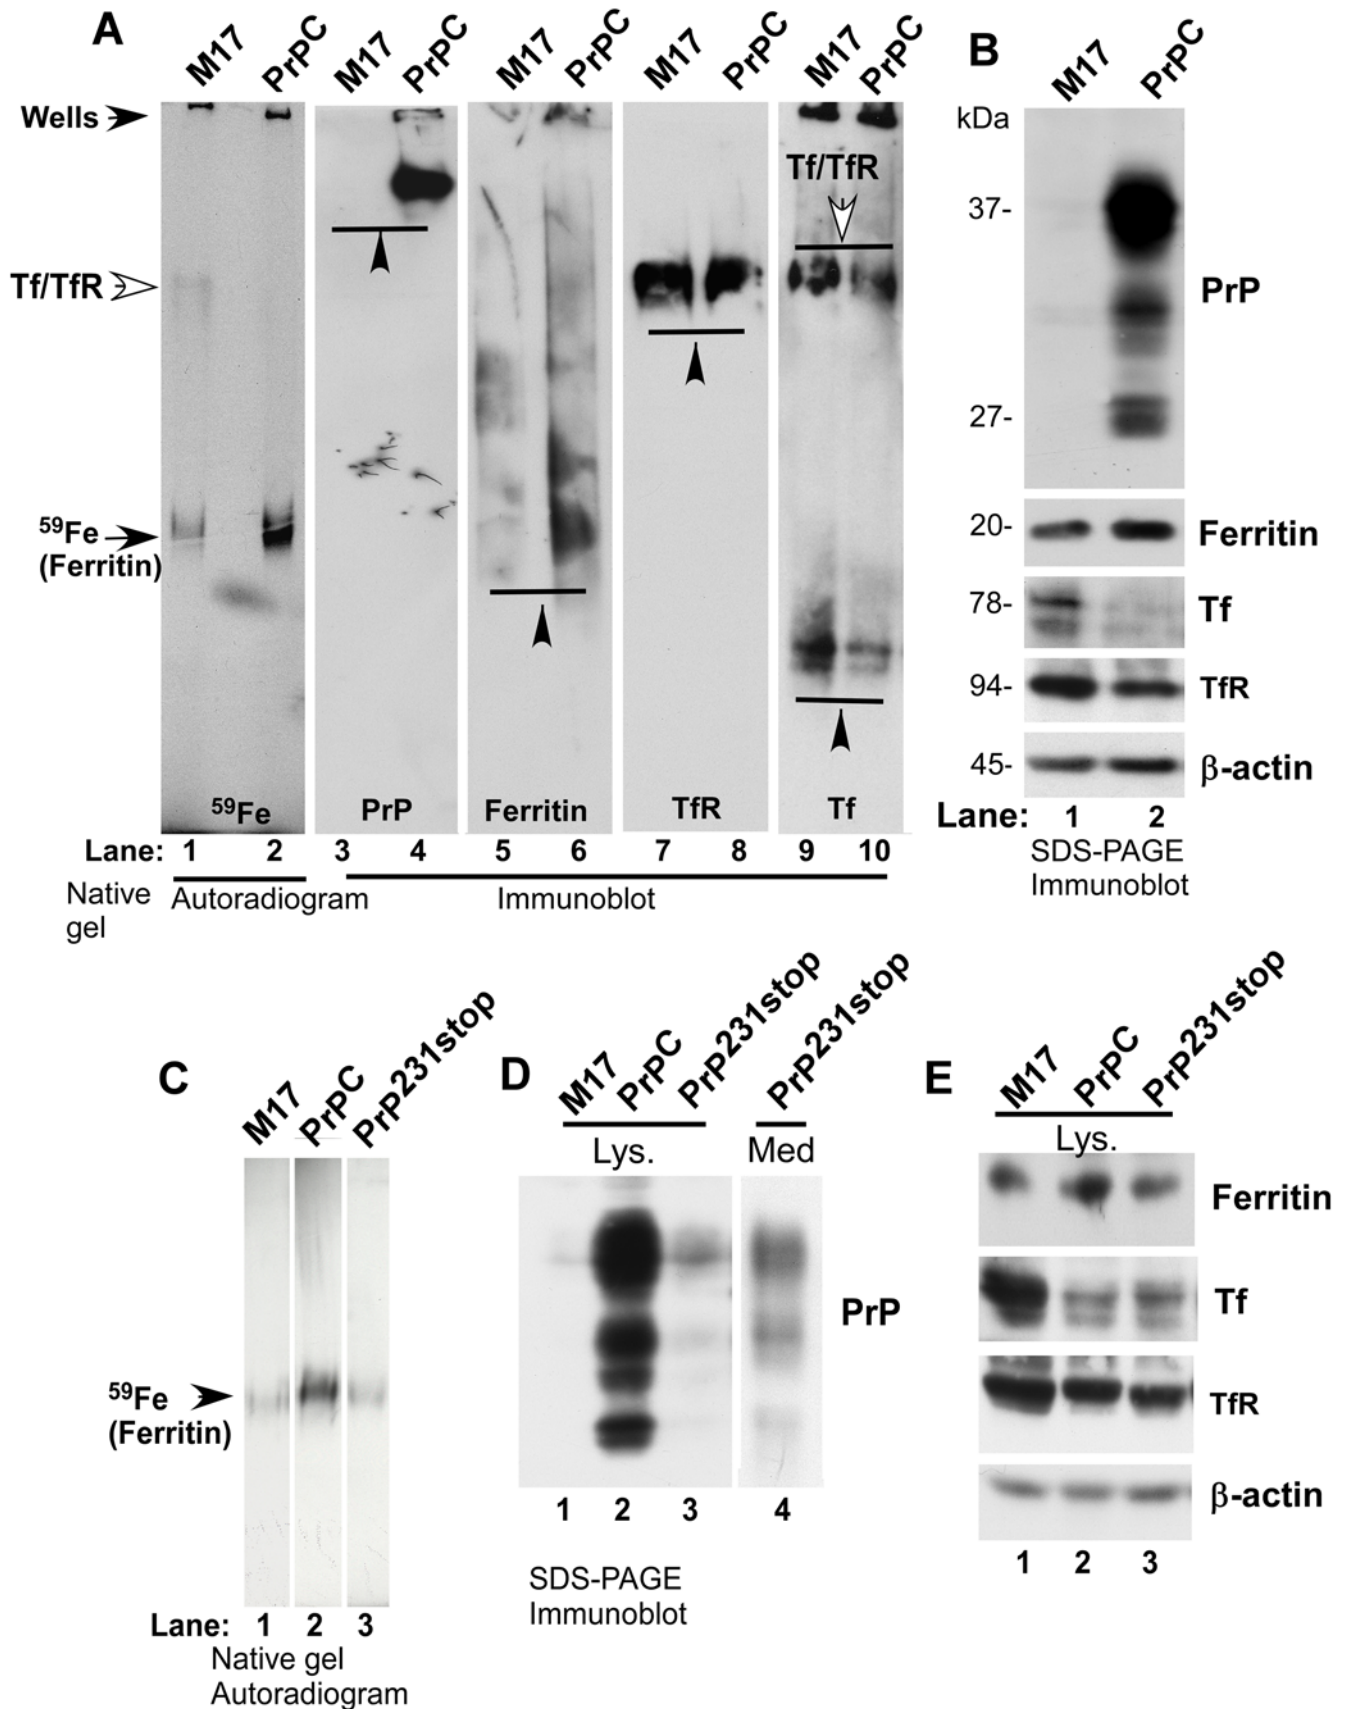 A
M17
PrPC
M17
PrPC
M17
PrPC
M17
PrPC
M17
PrPC
Wells
Tf/TfR
Tf/TfR
59Fe
(Ferritin)
59Fe
PrP
Ferritin
TfR
Tf
Lane: 1 2 3 4 5 6 7 8 9 10
Native
gel
Autoradiogram
Immunoblot
B
M17
PrPC
kDa
37-
PrP
27-
20-
Ferritin
78-
Tf
94-
TfR
45-
β-actin
Lane: 1 2
SDS-PAGE
Immunoblot
C
M17
PrPC
PrP231stop
59Fe
(Ferritin)
Lane: 1 2 3
Native gel
Autoradiogram
D
M17
PrPC
PrP231stop
PrP231stop
Lys.
Med
PrP
1 2 3 4
SDS-PAGE
Immunoblot
E
M17
PrPC
PrP231stop
Lys.
Ferritin
Tf
TfR
β-actin
1 2 3